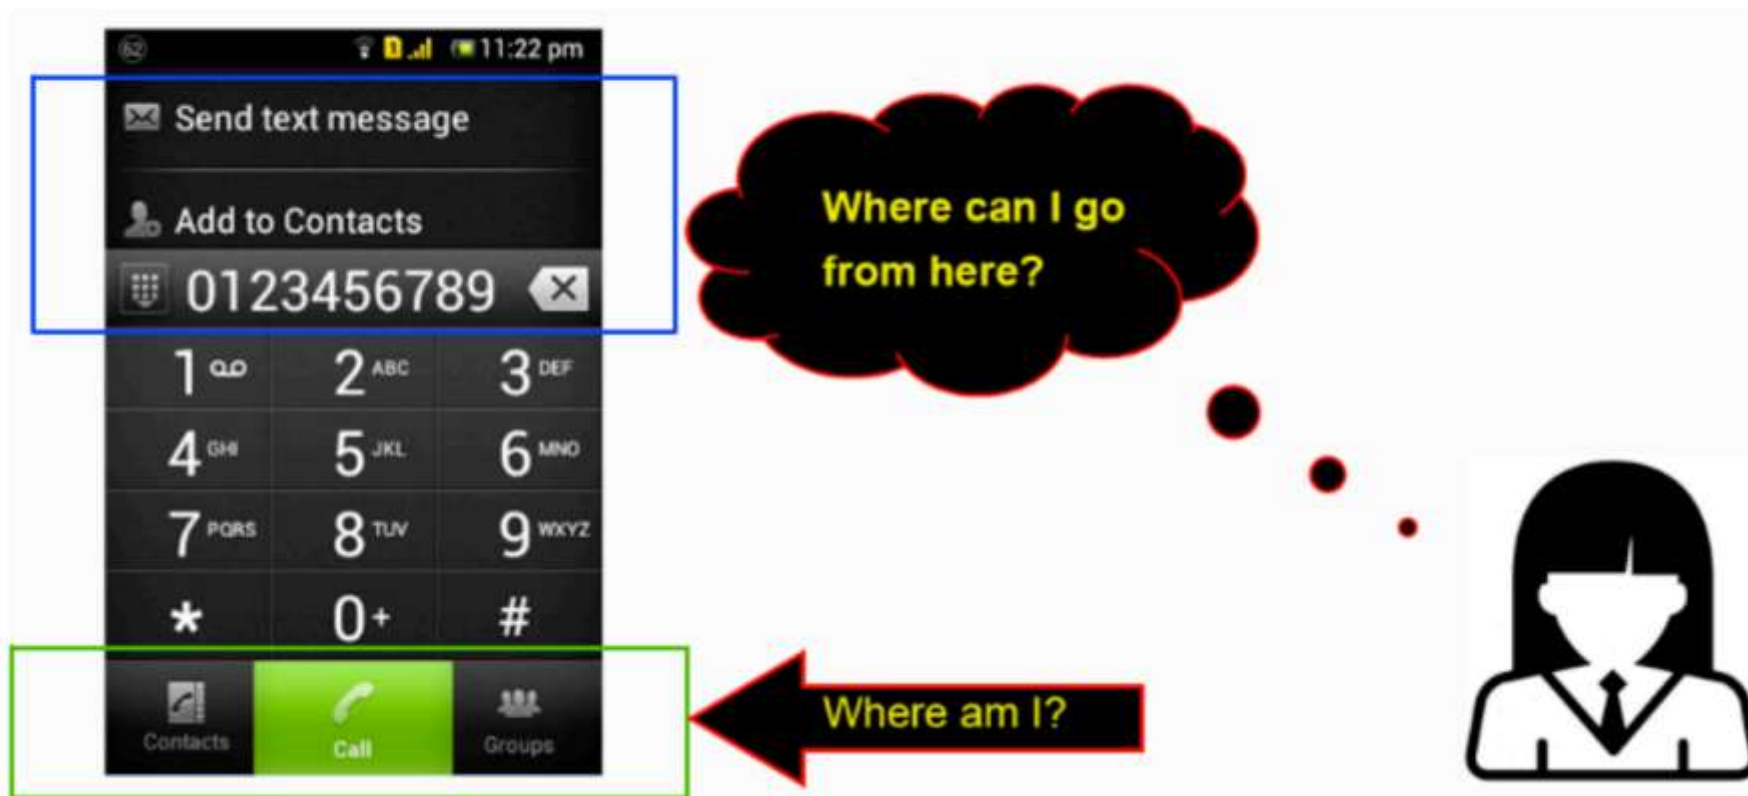 62 1 11:22 pm
Send text message
Add to Contacts
0123456789
1 2 ABC 3 DEF
4 GHI 5 JKL 6 MNO
7 PQRS 8 TUV 9 WXYZ
* 0 + #
Contacts Call Groups
Where can I go
from here?
Where am I?